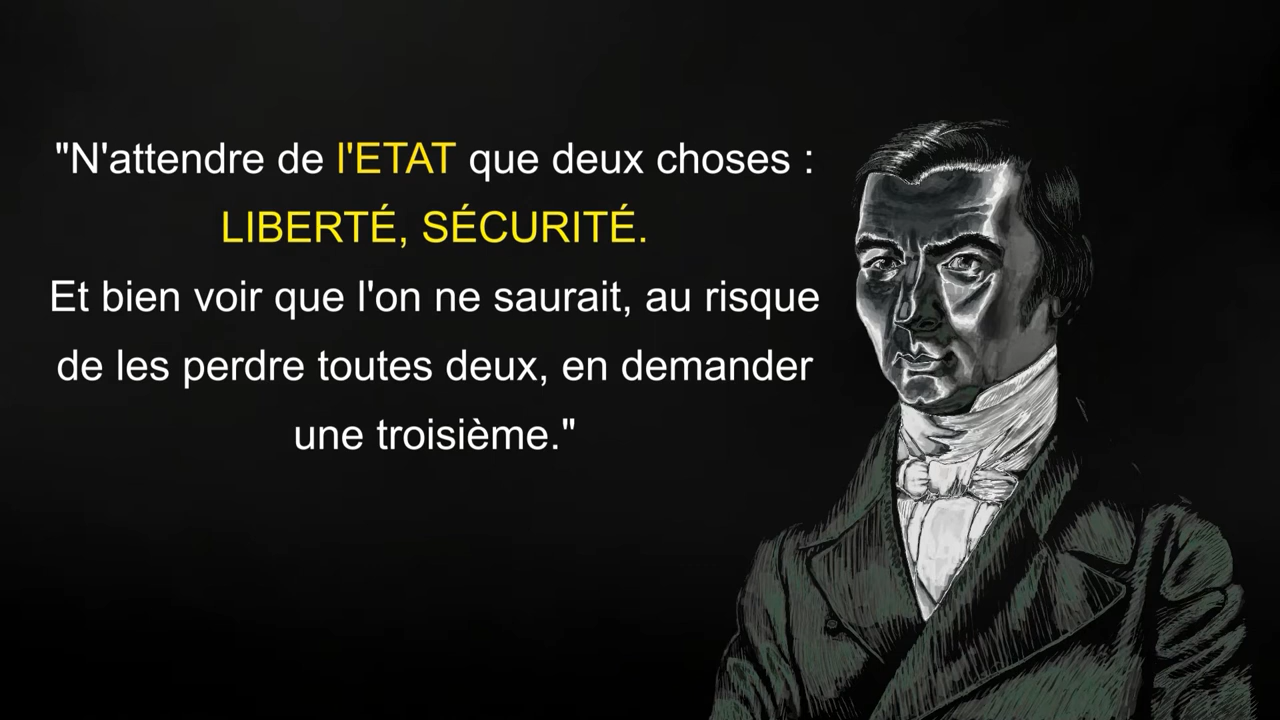 "N'attendre de l'ETAT que deux choses :
LIBERTÉ, SÉCURITÉ.
Et bien voir que l'on ne saurait, au risque
de les perdre toutes deux, en demander
une troisième."